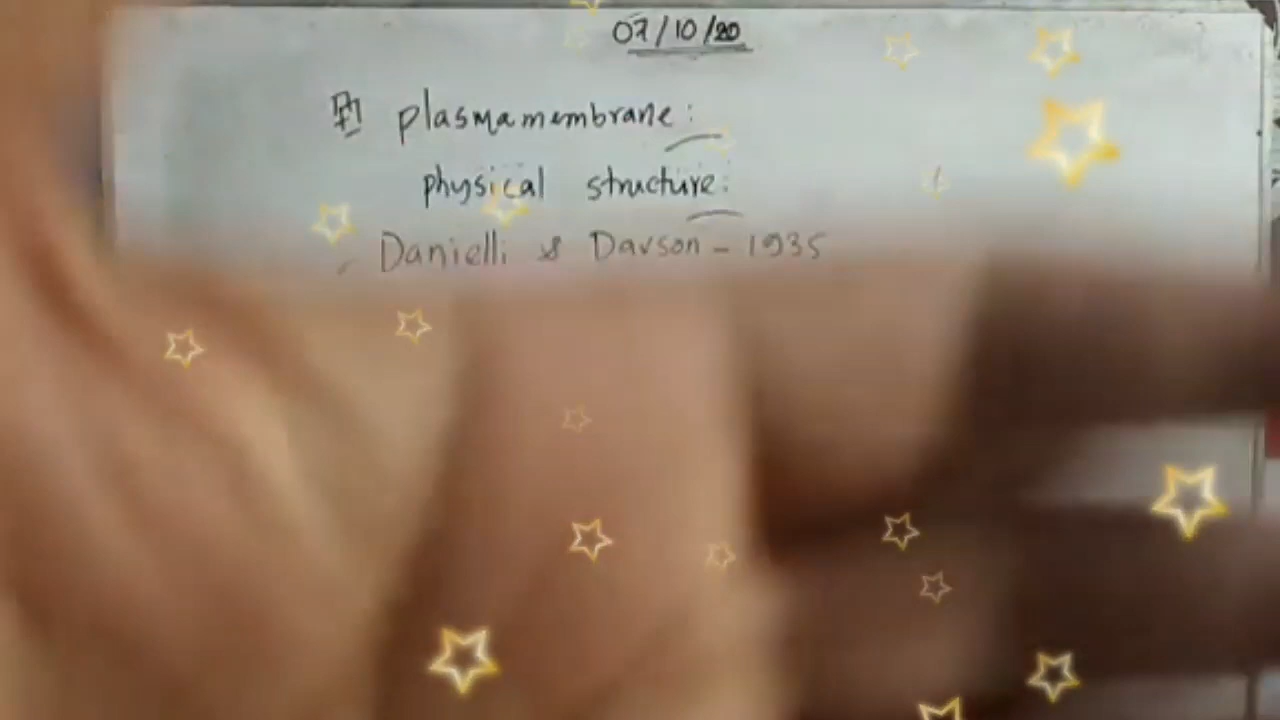 07/10/20
plasmamembrane:
physical structure:
Danielli & Davson - 1935